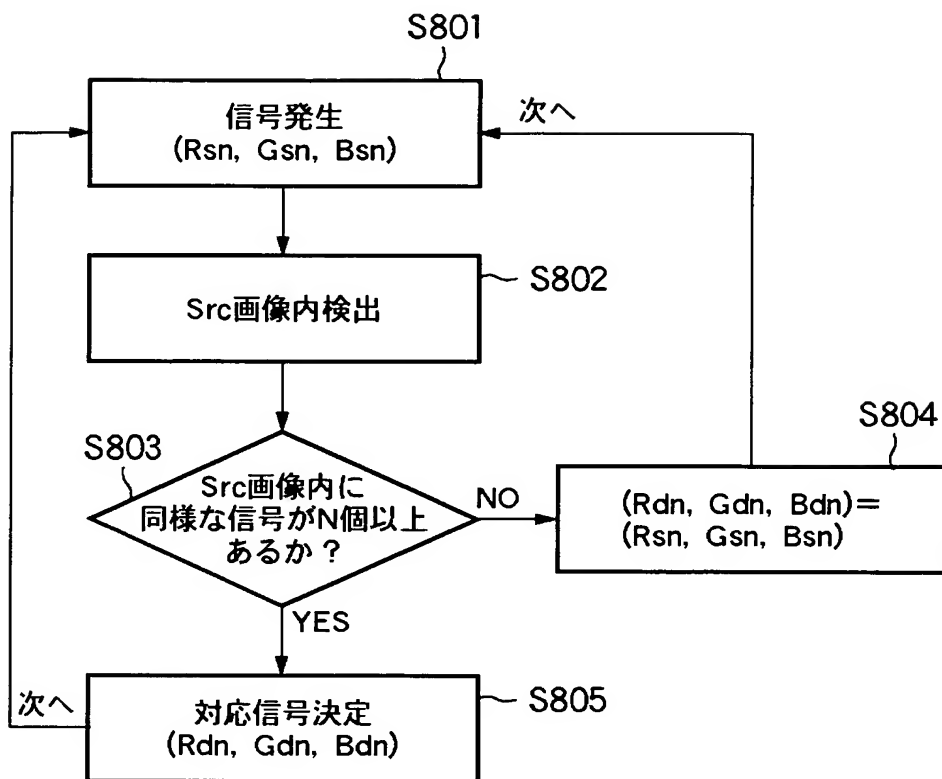 S801
信号発生
(Rsn, Gsn, Bsn)
次へ
S802
Src画像内検出
S803
Src画像内に
同様な信号がN個以上
あるか？
NO
S804
(Rdn, Gdn, Bdn)=
(Rsn, Gsn, Bsn)
YES
次へ
S805
対応信号決定
(Rdn, Gdn, Bdn)